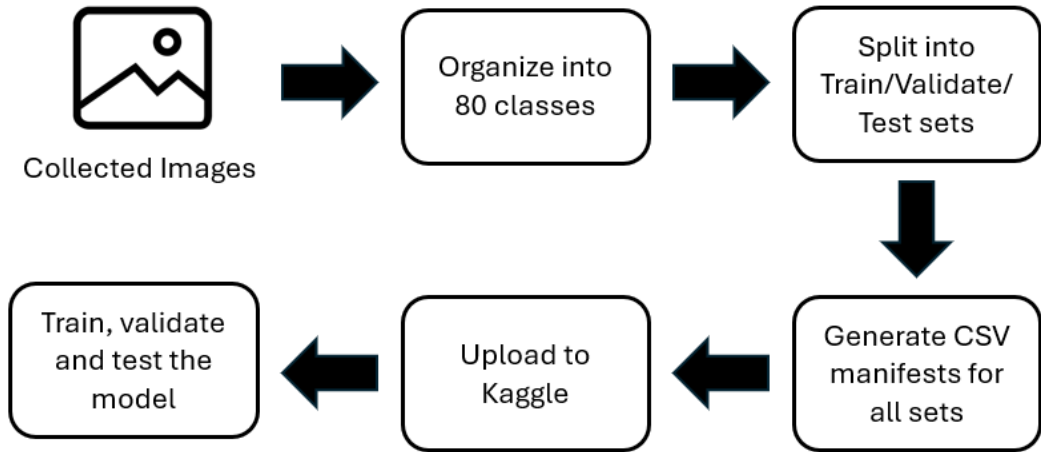 Collected Images
Organize into
80 classes
Split into
Train/Validate/
Test sets
Generate CSV
manifests for
all sets
Upload to
Kaggle
Train, validate
and test the
model